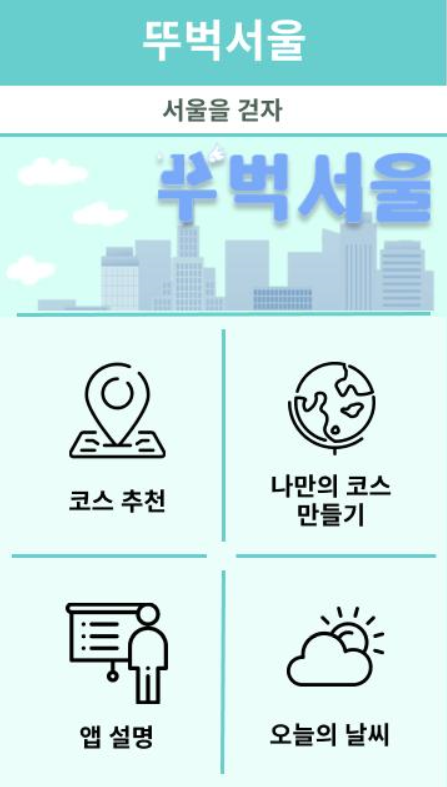 뚜벅서울
서울을 걷자
뚜벅서울
코스 추천
나만의 코스
만들기
앱 설명
오늘의 날씨